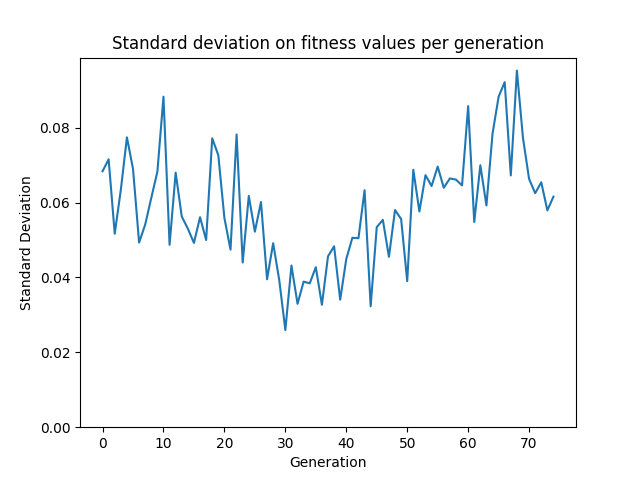 Standard deviation on fitness values per generation
Standard Deviation
0.08
0.06
0.04
0.02
0.00
0 10 20 30 40 50 60 70
Generation